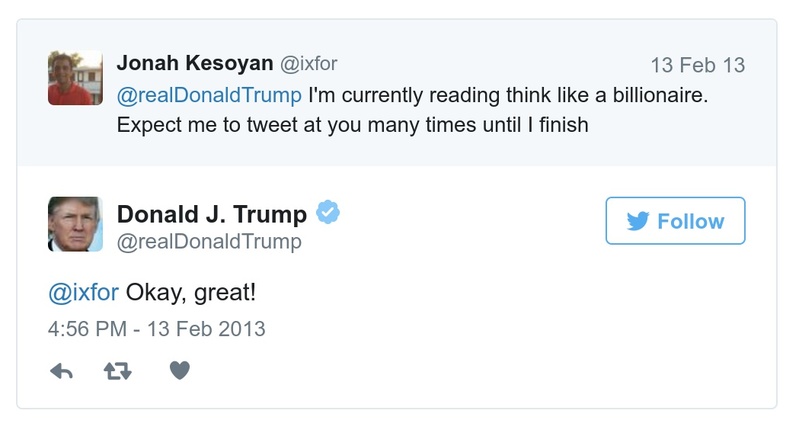 Jonah Kesoyan @ixfor 13 Feb 13
@realDonaldTrump I'm currently reading think like a billionaire.
Expect me to tweet at you many times until I finish
Donald J. Trump
@realDonaldTrump
Follow
@ixfor Okay, great!
4:56 PM - 13 Feb 2013